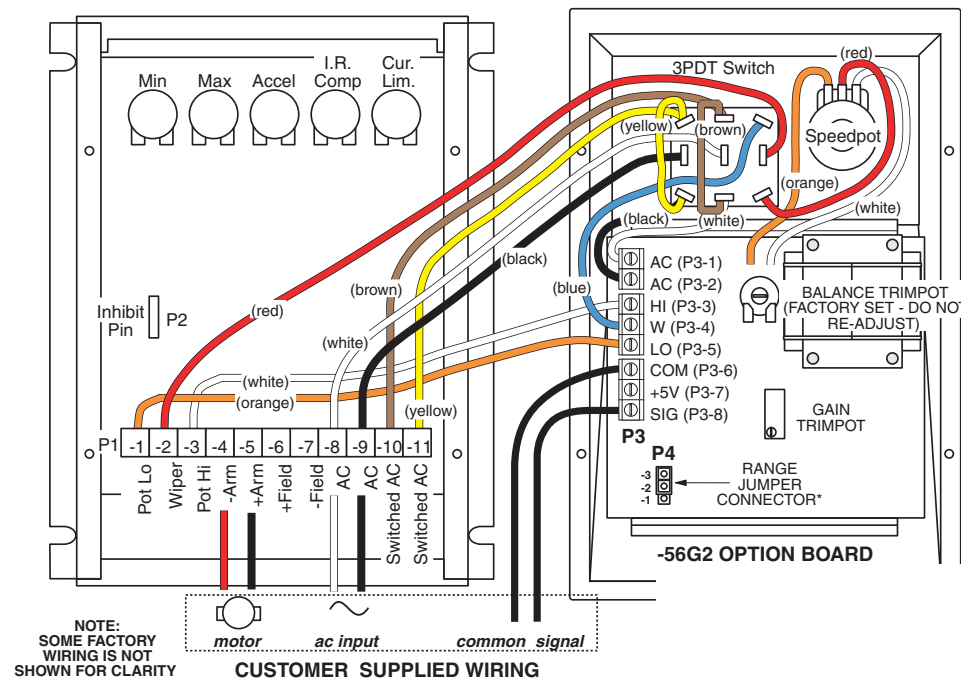 Min
Max
Accel
I.R.
Comp
Cur.
Lim.
Inhibit
Pin
P2
(red)
(brown)
(white)
(black)
(white)
(orange)
(yellow)
P1
-1
-2
-3
-4
-5
-6
-7
-8
-9
-10
-11
Pot Lo
Wiper
Pot Hi
-Arm
+Arm
+Field
-Field
AC
AC
Switched AC
Switched AC
motor
ac input
common
signal
NOTE:
SOME FACTORY
WIRING IS NOT
SHOWN FOR CLARITY
CUSTOMER SUPPLIED WIRING
3PDT Switch
(red)
(yellow)
(brown)
Speedpot
(orange)
(white)
(black)
(white)
(blue)
AC (P3-1)
AC (P3-2)
HI (P3-3)
W (P3-4)
LO (P3-5)
COM (P3-6)
+5V (P3-7)
SIG (P3-8)
P3
BALANCE TRIMPOT
(FACTORY SET - DO NOT
RE-ADJUST)
GAIN
TRIMPOT
P4
-3
-2
-1
RANGE
JUMPER
CONNECTOR*
-56G2 OPTION BOARD